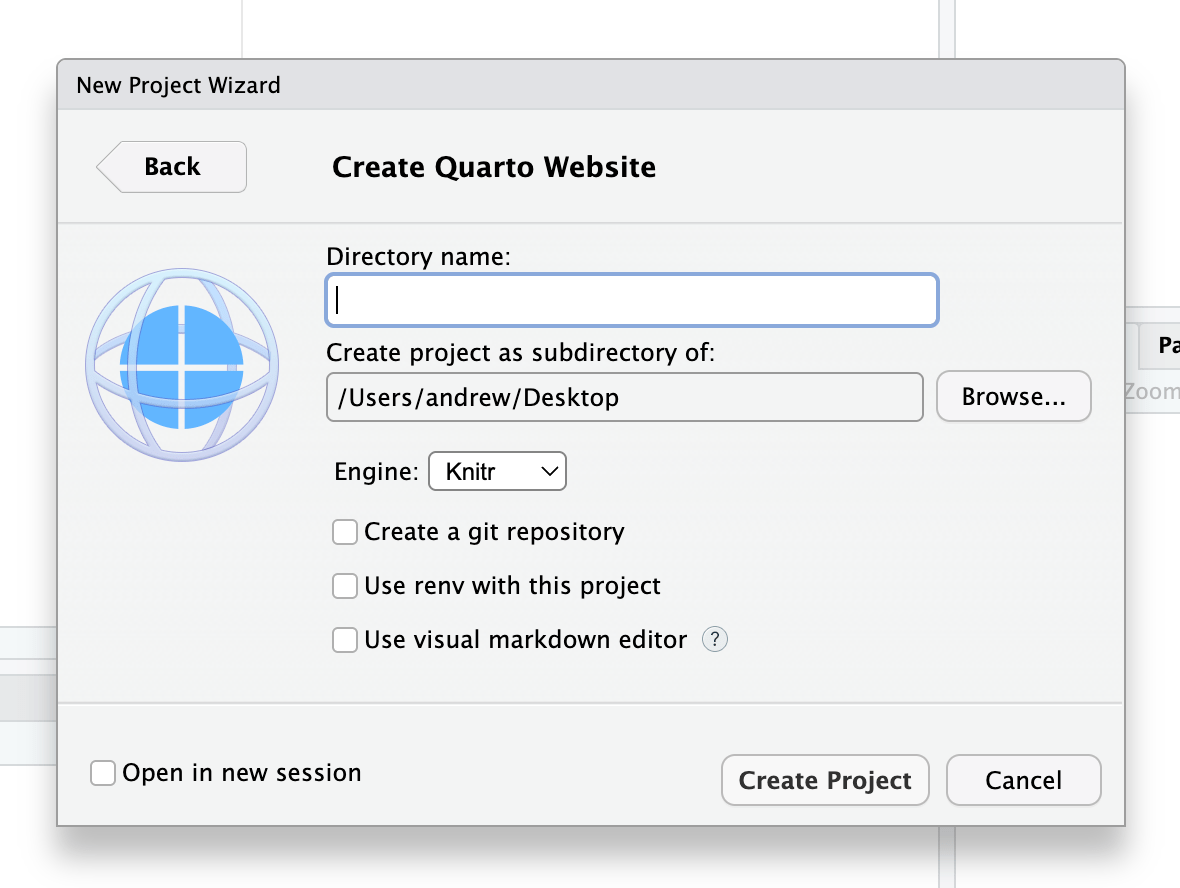 New Project Wizard
Back
Create Quarto Website
Directory name:
Create project as subdirectory of:
/Users/andrew/Desktop
Browse...
Engine: Knitr
Create a git repository
Use renv with this project
Use visual markdown editor ?
Open in new session
Create Project
Cancel
Zoom